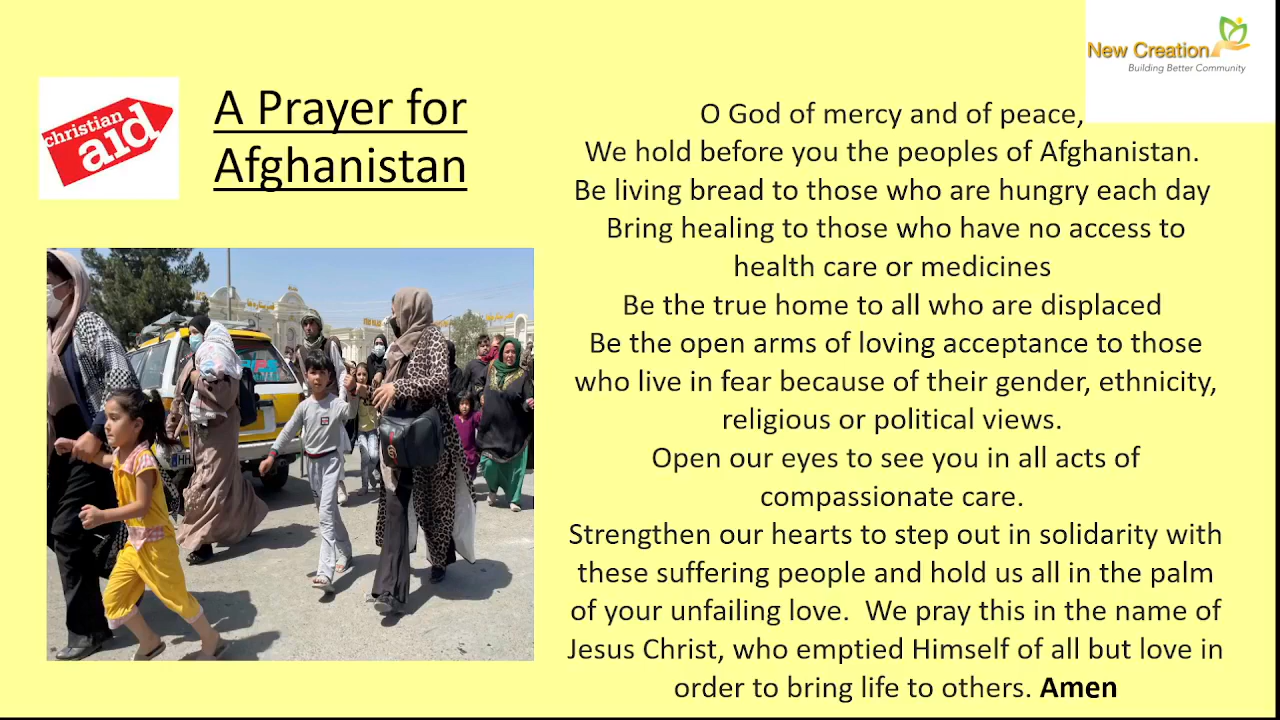 christian
aid
A Prayer for
Afghanistan
New Creation
Building Better Community
O God of mercy and of peace,
We hold before you the peoples of Afghanistan.
Be living bread to those who are hungry each day
Bring healing to those who have no access to
health care or medicines
Be the true home to all who are displaced
Be the open arms of loving acceptance to those
who live in fear because of their gender, ethnicity,
religious or political views.
Open our eyes to see you in all acts of
compassionate care.
Strengthen our hearts to step out in solidarity with
these suffering people and hold us all in the palm
of your unfailing love.  We pray this in the name of
Jesus Christ, who emptied Himself of all but love in
order to bring life to others. Amen